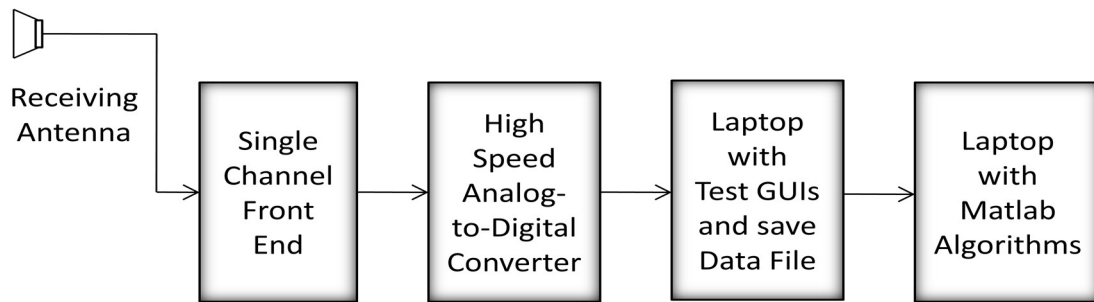 Receiving
Antenna
Single
Channel
Front
End
High
Speed
Analog-
to-Digital
Converter
Laptop
with
Test GUIs
and save
Data File
Laptop
with
Matlab
Algorithms